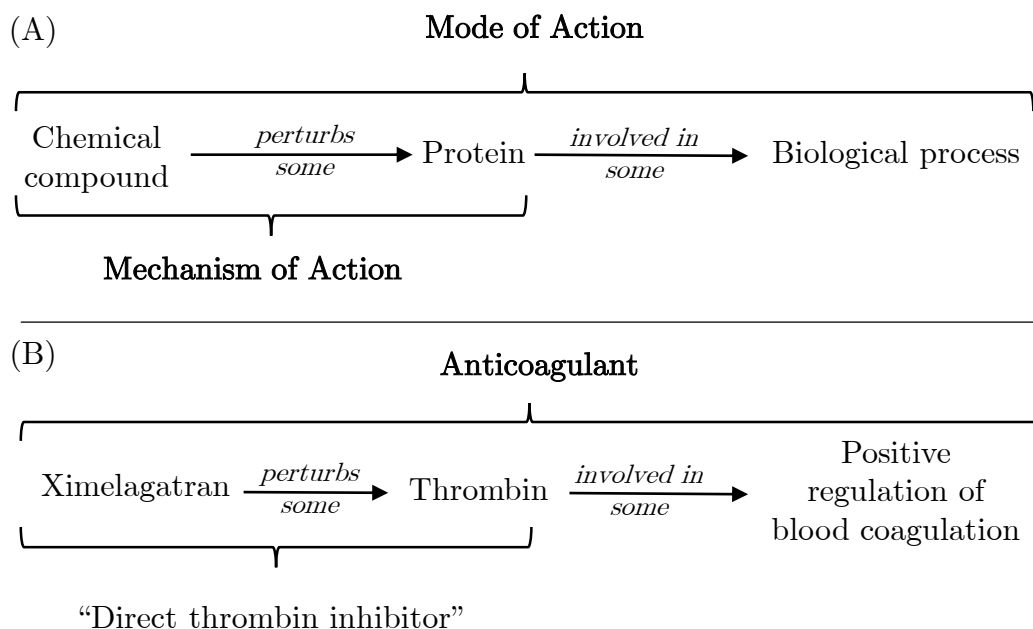 (A)
Mode of Action
Chemical
compound
perturbs
some
Protein
involved in
some
Biological process
Mechanism of Action
(B)
Anticoagulant
Ximelagatran
perturbs
some
Thrombin
involved in
some
Positive
regulation of
blood coagulation
“Direct thrombin inhibitor”